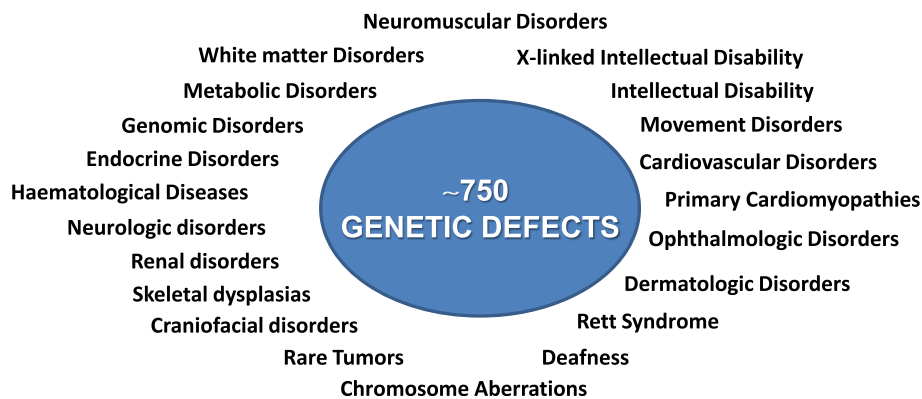 Neuromuscular Disorders
White matter Disorders
X-linked Intellectual Disability
Metabolic Disorders
Intellectual Disability
Genomic Disorders
Movement Disorders
Endocrine Disorders
Cardiovascular Disorders
Haematological Diseases
~750
Primary Cardiomyopathies
GENETIC DEFECTS
Neurologic disorders
Ophthalmologic Disorders
Renal disorders
Dermatologic Disorders
Skeletal dysplasias
Rett Syndrome
Craniofacial disorders
Rare Tumors
Deafness
Chromosome Aberrations